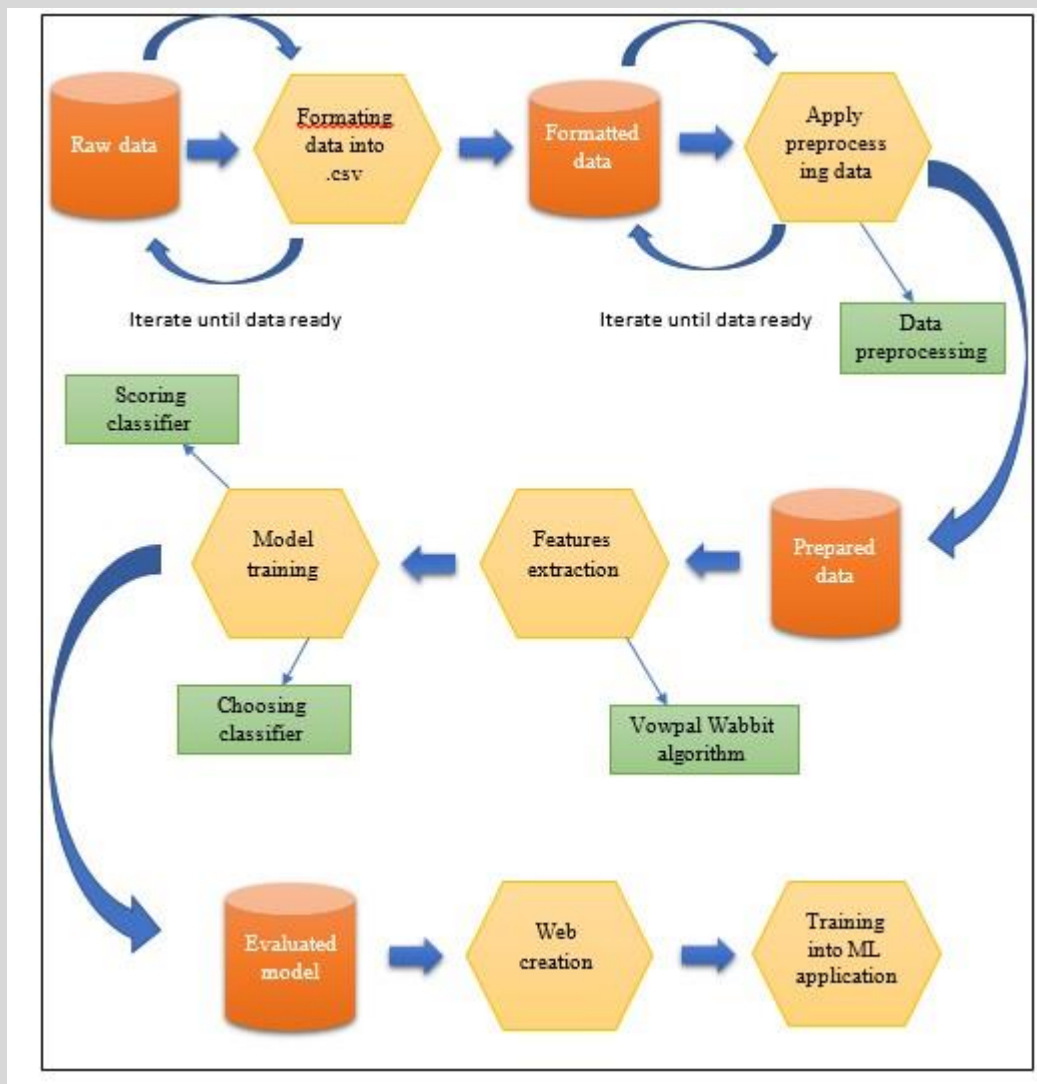 Raw data
Formating
data into
.csv
Formatted
data
Apply
preprocess
ing data
Iterate until data ready
Iterate until data ready
Data
preprocessing
Scoring
classifier
Model
training
Features
extraction
Prepared
data
Choosing
classifier
Vowpal Wabbit
algorithm
Evaluated
model
Web
creation
Training
into ML
application